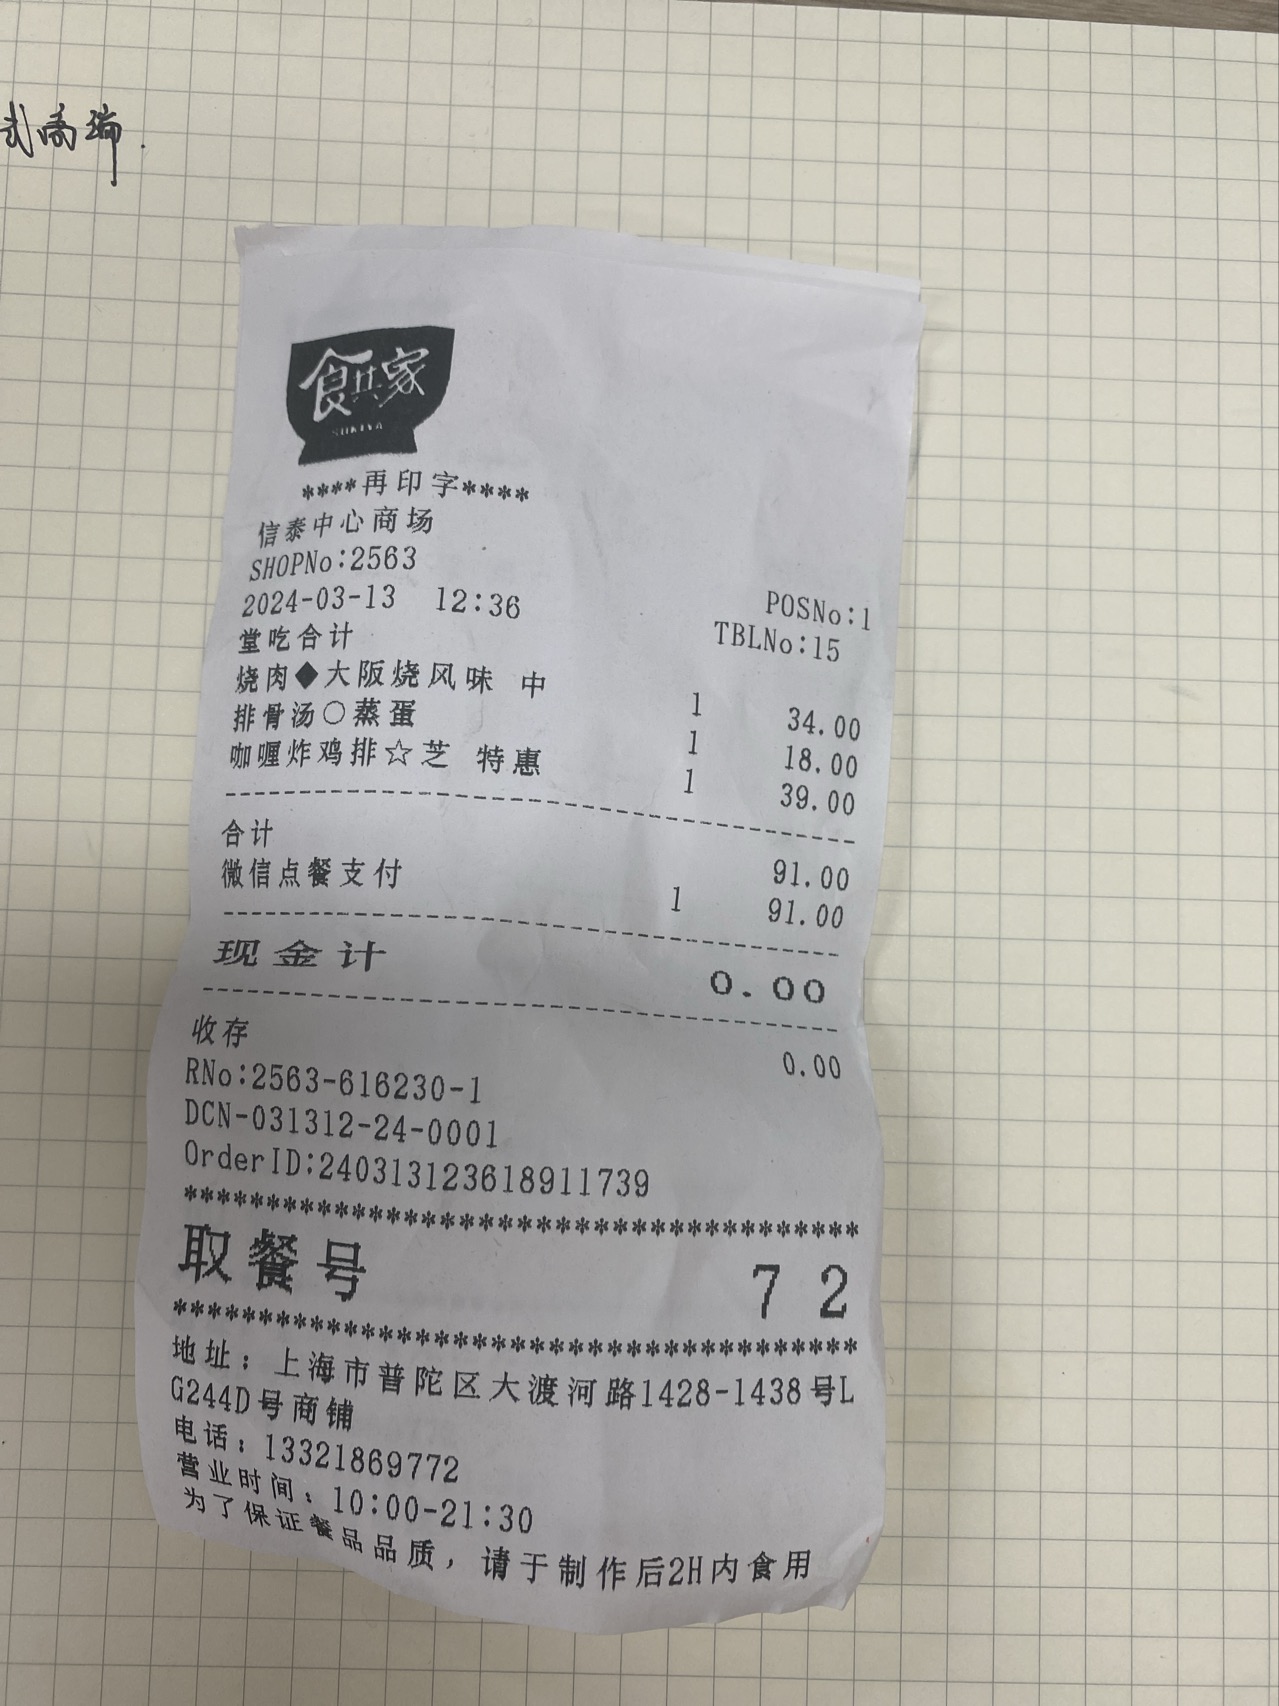 食其家
SUKIYA
****再印字****
信泰中心商场
SHOPNo:2563 POSNo:1
2024-03-13 12:36 TBLNo:15
堂吃合计
烧肉◆大阪烧风味 中 1 34.00
排骨汤○蒸蛋 1 18.00
咖喱炸鸡排☆芝 特惠 1 39.00
合计 91.00
微信点餐支付 1 91.00
现金计 0.00
收存 0.00
RNo:2563-616230-1
DCN-031312-24-0001
OrderID:240313123618911739
****************************************
取餐号 72
****************************************
地址：上海市普陀区大渡河路1428-1438号L
G244D号商铺
电话：13321869772
营业时间：10:00-21:30
为了保证餐品品质，请于制作后2H内食用